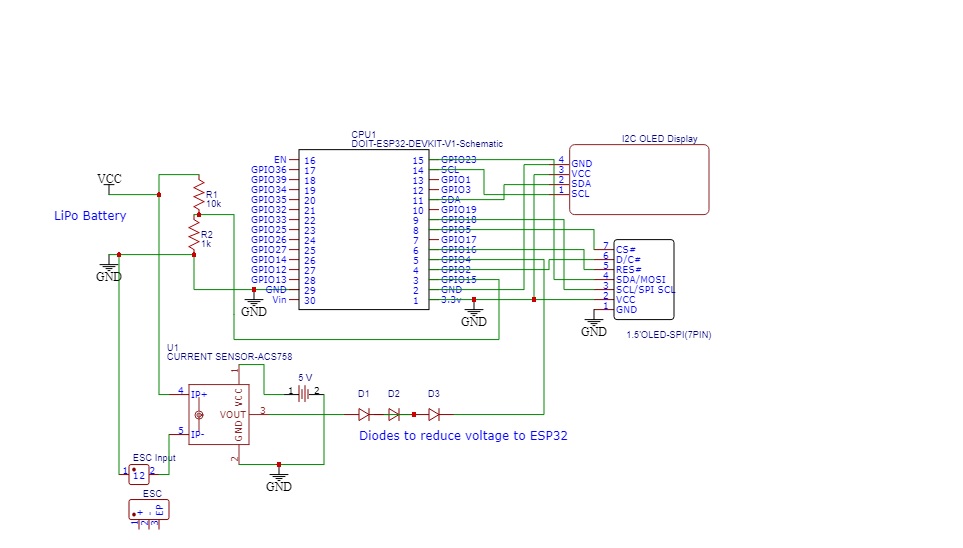 CPU1
DOIT-ESP32-DEVKIT-V1-Schematic
EN 16 15 GPIO23
GPIO36 17 14 SCL
GPIO39 18 13 GPIO1
GPIO34 19 12 GPIO3
GPIO35 20 11 SDA
GPIO32 21 10 GPIO19
GPIO33 22 9 GPIO18
GPIO25 23 8 GPIO5
GPIO26 24 7 GPIO17
GPIO27 25 6 GPIO16
GPIO14 26 5 GPIO4
GPIO12 27 4 GPIO2
GPIO13 28 3 GPIO15
GND 29 2 GND
Vin 30 1 3.3v
I2C OLED Display
4 GND
3 VCC
2 SDA
1 SCL
VCC
LiPo Battery
R1
10k
R2
1k
GND
GND
GND
7 CS#
6 D/C#
5 RES#
4 SDA/MOSI
3 SCL/SPI SCL
2 VCC
1 GND
GND
1.5'OLED-SPI(7PIN)
U1
CURRENT SENSOR-ACS758
1
VCC
4 IP+
VOUT 3
5 IP-
GND
2
5 V
1 2
GND
D1 D2 D3
Diodes to reduce voltage to ESP32
ESC Input
1 12 2
ESC
+ - EP
1 2 3